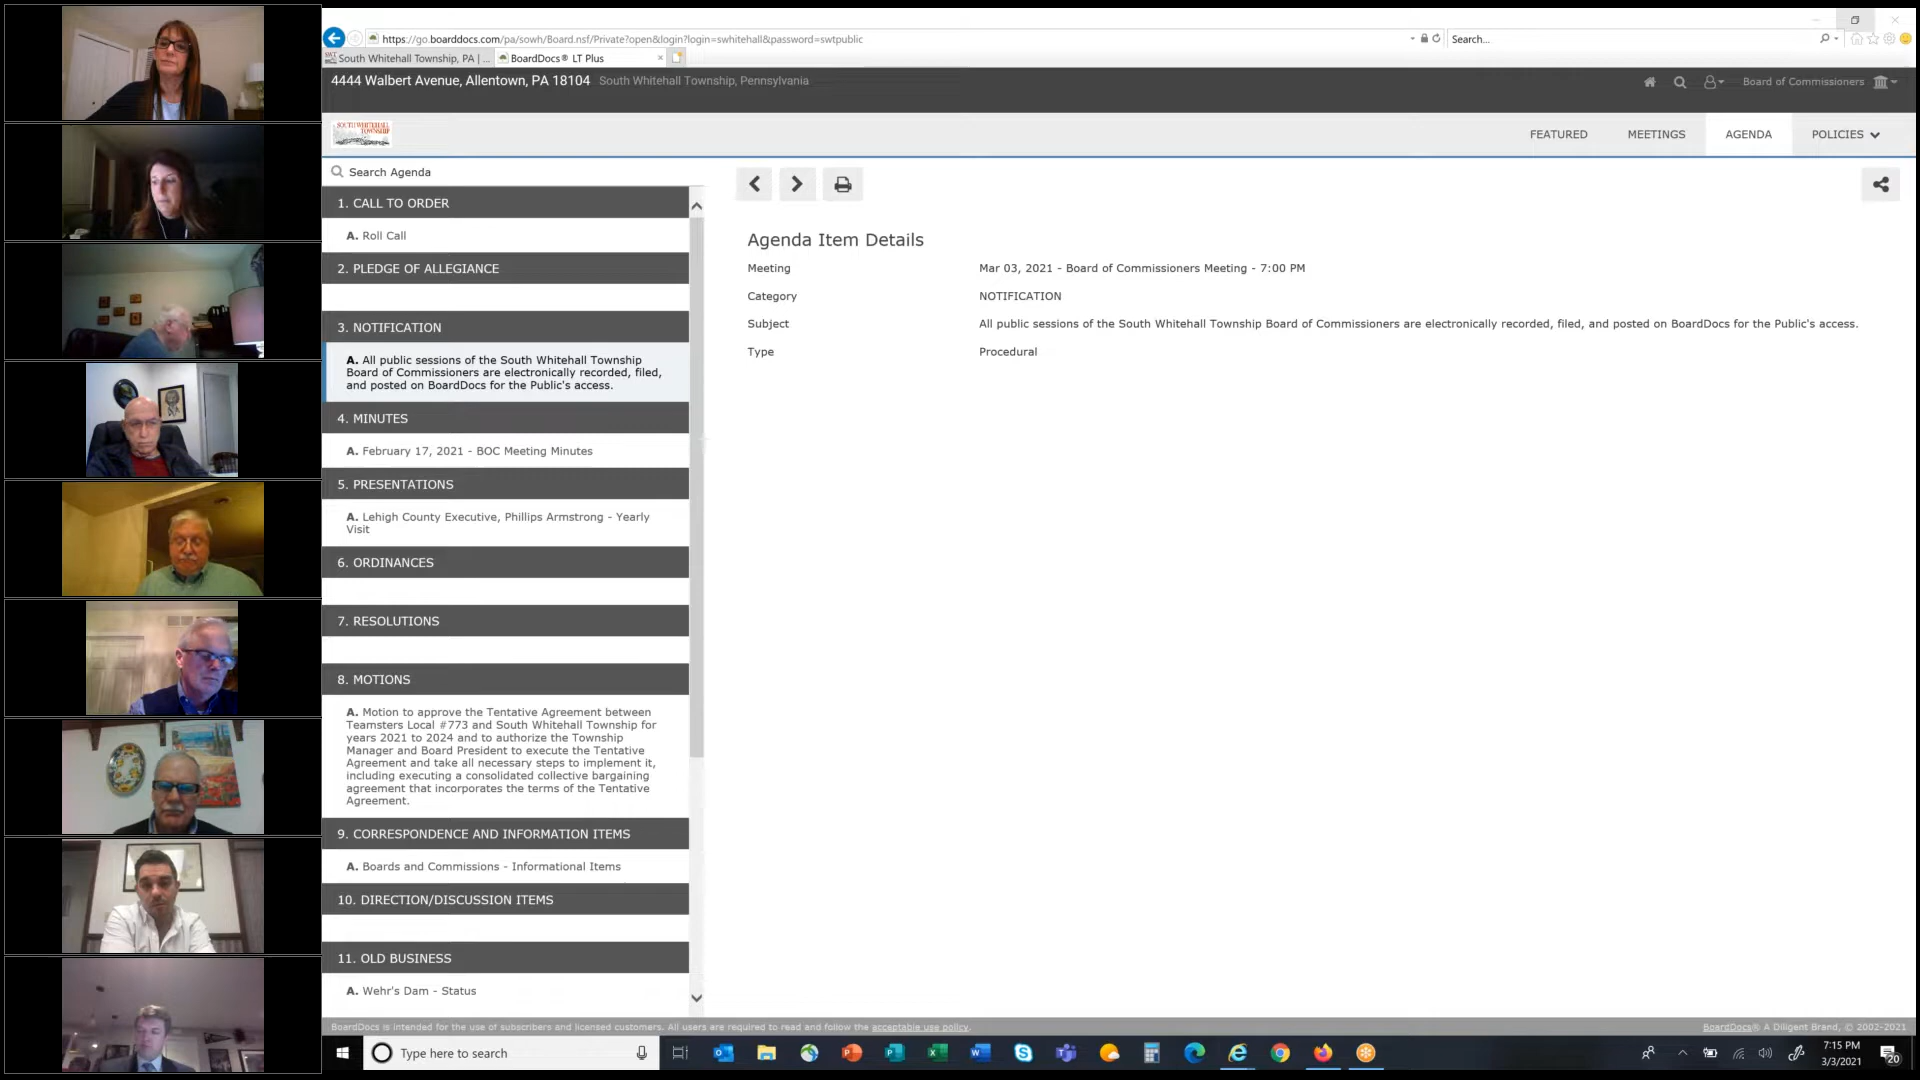 https://go.boarddocs.com/pa/sowh/Board.nsf/Private?open&login?login=swhitehall&password=swtpublic
Search...
South Whitehall Township, PA | ...
BoardDocs® LT Plus
4444 Walbert Avenue, Allentown, PA 18104 South Whitehall Township, Pennsylvania
Board of Commissioners
SOUTH WHITEHALL
TOWNSHIP
FEATURED
MEETINGS
AGENDA
POLICIES
Search Agenda
1. CALL TO ORDER
A. Roll Call
2. PLEDGE OF ALLEGIANCE
3. NOTIFICATION
A. All public sessions of the South Whitehall Township
Board of Commissioners are electronically recorded, filed,
and posted on BoardDocs for the Public's access.
4. MINUTES
A. February 17, 2021 - BOC Meeting Minutes
5. PRESENTATIONS
A. Lehigh County Executive, Phillips Armstrong - Yearly
Visit
6. ORDINANCES
7. RESOLUTIONS
8. MOTIONS
A. Motion to approve the Tentative Agreement between
Teamsters Local #773 and South Whitehall Township for
years 2021 to 2024 and to authorize the Township
Manager and Board President to execute the Tentative
Agreement and take all necessary steps to implement it,
including executing a consolidated collective bargaining
agreement that incorporates the terms of the Tentative
Agreement.
9. CORRESPONDENCE AND INFORMATION ITEMS
A. Boards and Commissions - Informational Items
10. DIRECTION/DISCUSSION ITEMS
11. OLD BUSINESS
A. Wehr's Dam - Status
Agenda Item Details
Meeting Mar 03, 2021 - Board of Commissioners Meeting - 7:00 PM
Category NOTIFICATION
Subject All public sessions of the South Whitehall Township Board of Commissioners are electronically recorded, filed, and posted on BoardDocs for the Public's access.
Type Procedural
BoardDocs is intended for the use of subscribers and licensed customers. All users are required to read and follow the acceptable use policy.
BoardDocs® A Diligent Brand, © 2002-2021
Type here to search
7:15 PM
3/3/2021
20